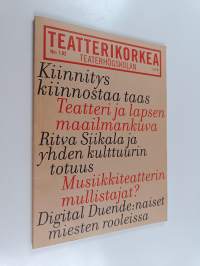 TEATTERIKORKEA
TEATERHÖGSKOLAN
Kiinnitys
kiinnostaa taas
Teatteri ja lapsen
maailmankuva
Ritva Siikala ja
yhden kulttuurin
totuus
Musiikkiteatterin
mullistajat?
Digital Duende:naiset
miesten rooleissa